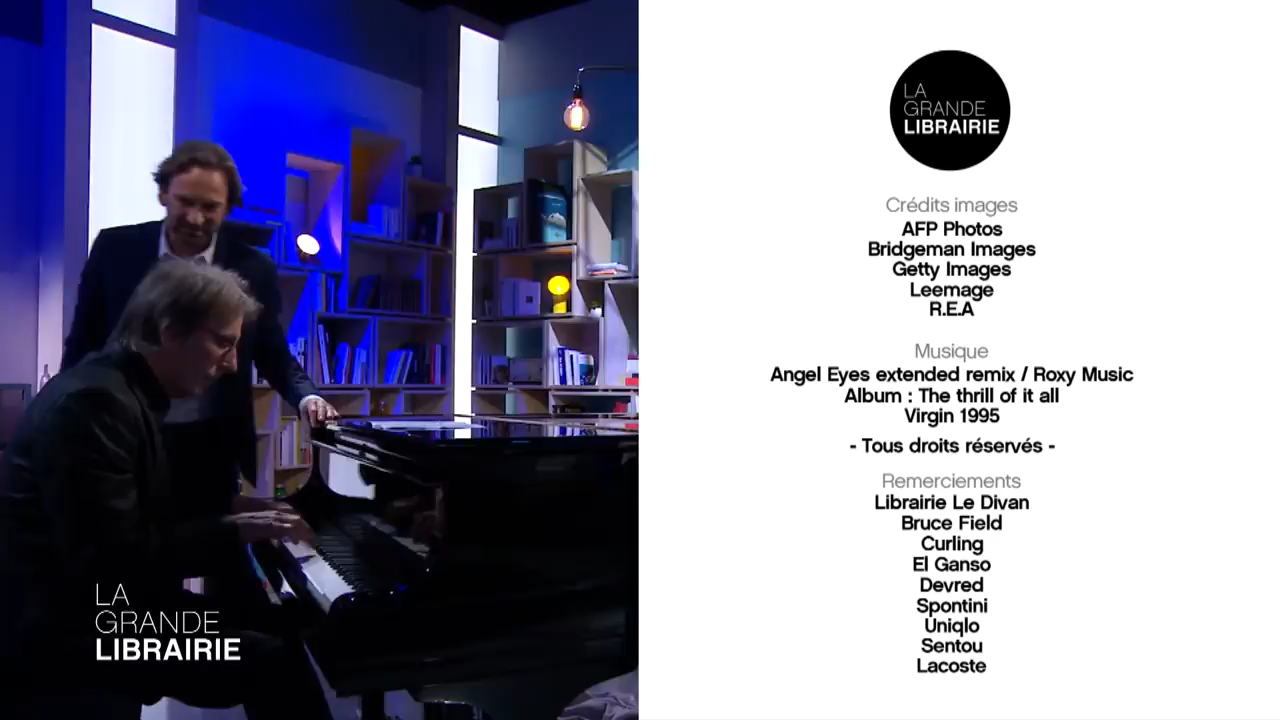 LA
GRANDE
LIBRAIRIE
LA
GRANDE
LIBRAIRIE
Crédits images
AFP Photos
Bridgeman Images
Getty Images
Leemage
R.E.A
Musique
Angel Eyes extended remix / Roxy Music
Album : The thrill of it all
Virgin 1995
- Tous droits réservés -
Remerciements
Librairie Le Divan
Bruce Field
Curling
El Ganso
Devred
Spontini
Uniqlo
Sentou
Lacoste